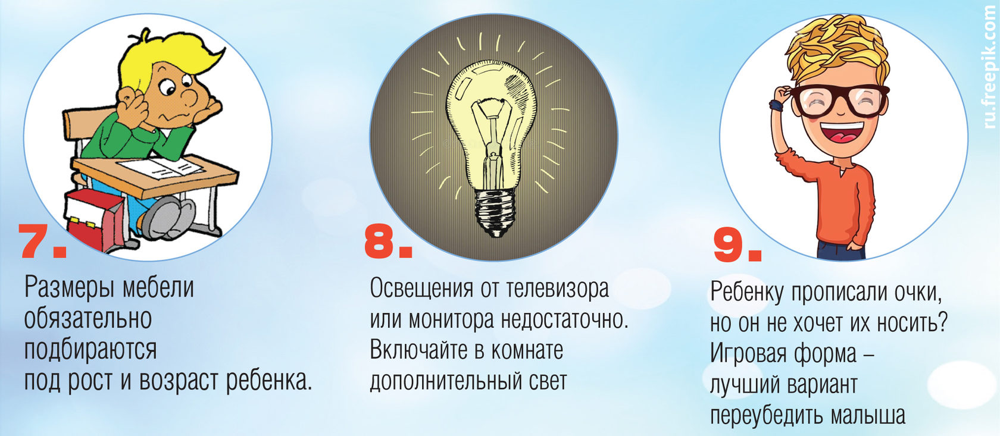 7.
Размеры мебели
обязательно
подбираются
под рост и возраст ребенка.
8.
Освещения от телевизора
или монитора недостаточно.
Включайте в комнате
дополнительный свет
9.
Ребенку прописали очки,
но он не хочет их носить?
Игровая форма –
лучший вариант
переубедить малыша
ru.freepik.com